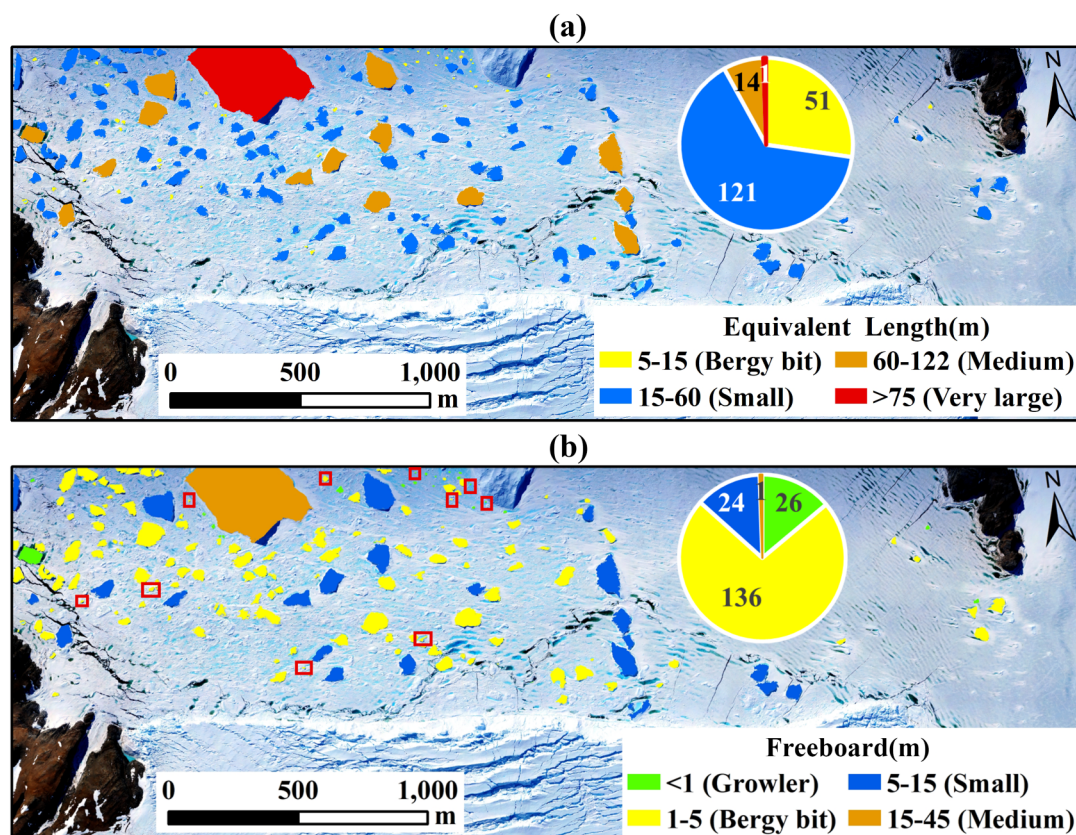 (a)
N
14
51
121
Equivalent Length(m)
5-15 (Bergy bit)
60-122 (Medium)
15-60 (Small)
>75 (Very large)
0
500
1,000
m
(b)
N
24
1
26
136
Freeboard(m)
<1 (Growler)
5-15 (Small)
1-5 (Bergy bit)
15-45 (Medium)
0
500
1,000
m